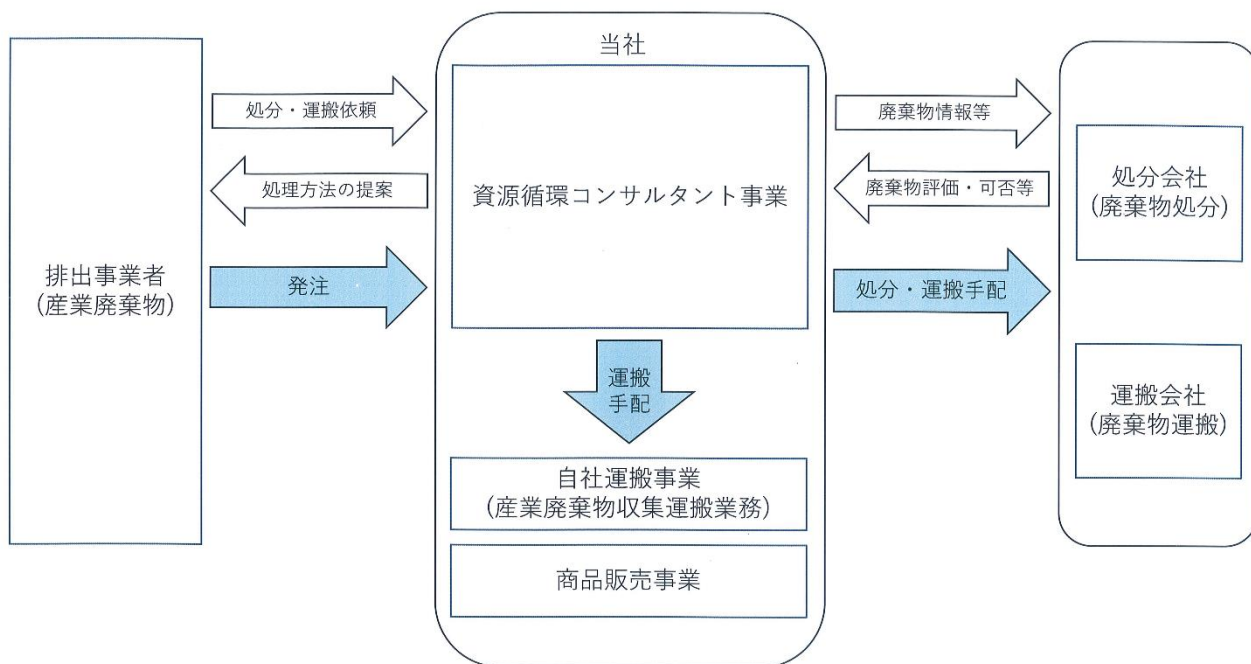 当社
処分・運搬依頼
処理方法の提案
発注
排出事業者
(産業廃棄物)
資源循環コンサルタント事業
運搬
手配
自社運搬事業
(産業廃棄物収集運搬業務)
商品販売事業
廃棄物情報等
廃棄物評価・可否等
処分・運搬手配
処分会社
(廃棄物処分)
運搬会社
(廃棄物運搬)